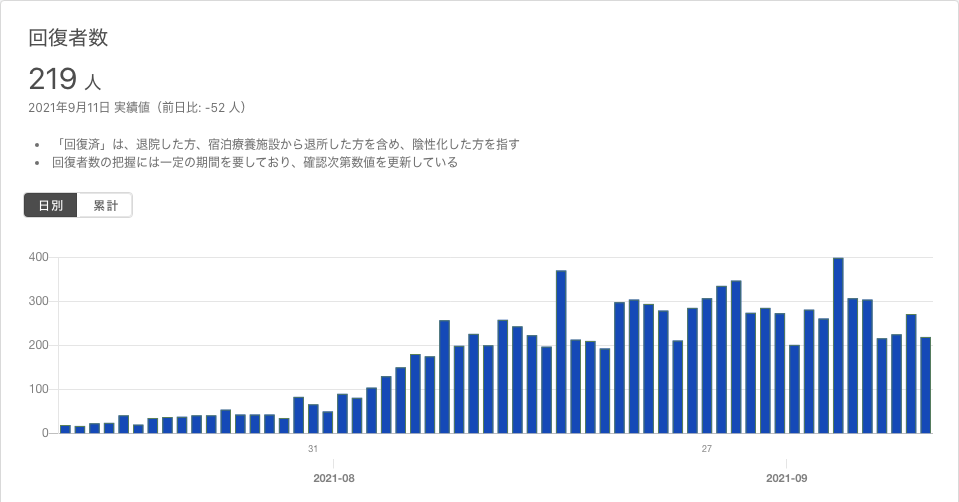 回復者数
219 人
2021年9月11日 実績値（前日比: -52 人）
• 「回復済」は、退院した方、宿泊療養施設から退所した方を含め、陰性化した方を指す
• 回復者数の把握には一定の期間を要しており、確認次第数値を更新している
日別 累計
400
300
200
100
0
31 27
2021-08 2021-09